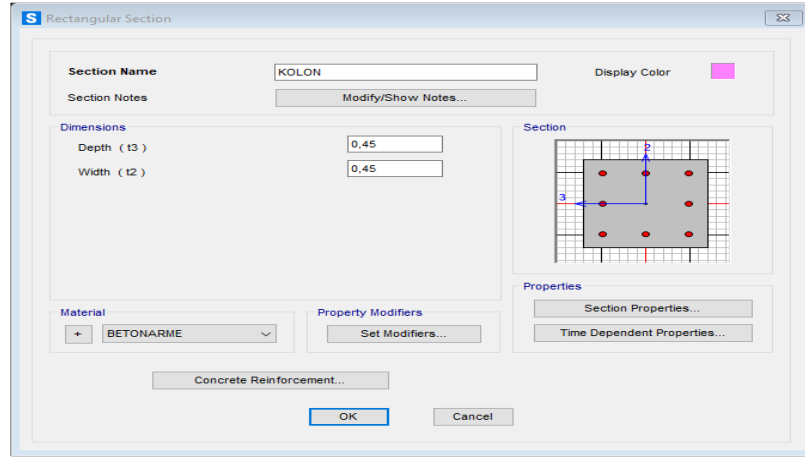 S Rectangular Section
Section Name KOLON Display Color
Section Notes Modify/Show Notes...
Dimensions
Depth ( t3 ) 0,45
Width ( t2 ) 0,45
Section
2
3
Properties
Section Properties...
Time Dependent Properties...
Material
+ BETONARME
Property Modifiers
Set Modifiers...
Concrete Reinforcement...
OK Cancel